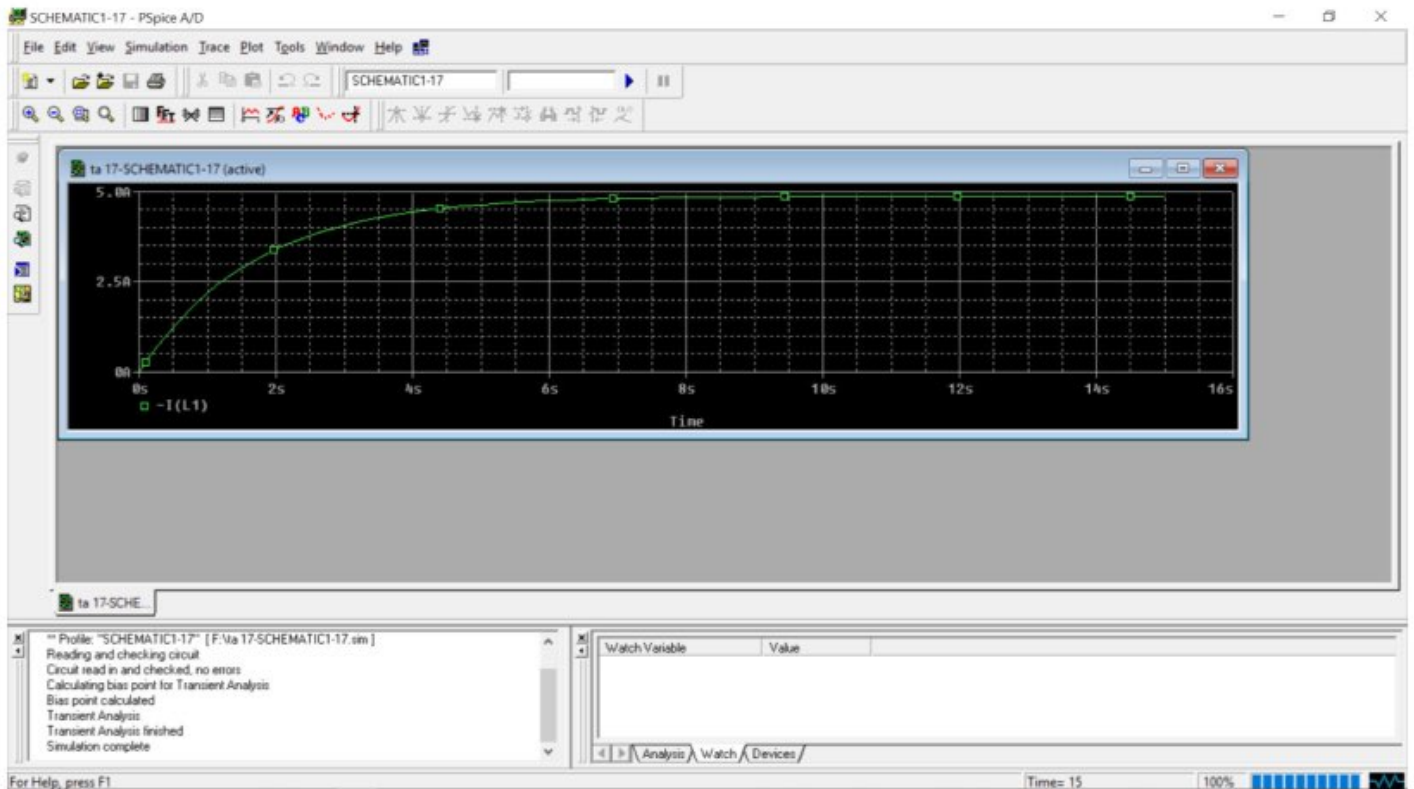 SCHEMATIC1-17 - PSpice A/D
File Edit View Simulation Trace Plot Tools Window Help
SCHEMATIC1-17
ta 17-SCHEMATIC1-17 (active)
5.0A
2.5A
0A
0s 2s 4s 6s 8s 10s 12s 14s 16s
-I(L1)
Time
ta 17-SCHE...
** Profile: "SCHEMATIC1-17" [ F:\ta 17-SCHEMATIC1-17.sim ]
Reading and checking circuit
Circuit read in and checked, no errors
Calculating bias point for Transient Analysis
Bias point calculated
Transient Analysis
Transient Analysis finished
Simulation complete
Watch Variable Value
Analysis Watch Devices
For Help, press F1 Time= 15 100%